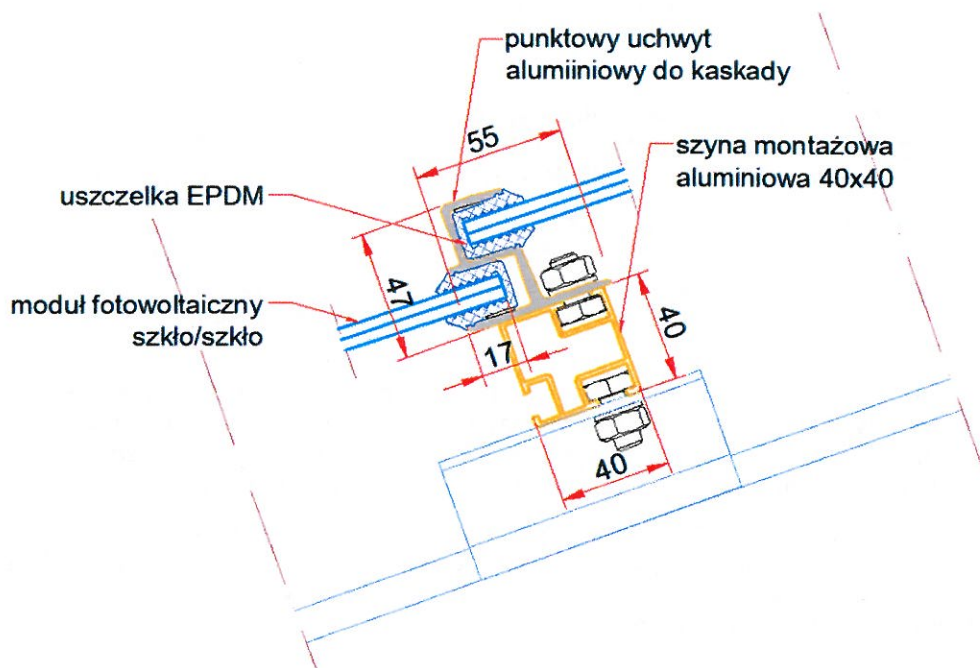 punktowy uchwyt
alumiiniowy do kaskady
55
szyna montażowa
aluminiowa 40x40
uszczelka EPDM
47
moduł fotowoltaiczny
szkło/szkło
40
17
40